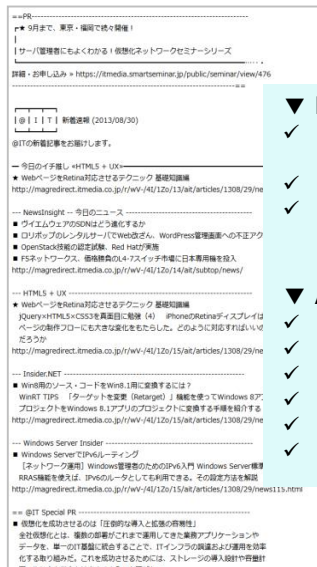 ==PR----------------------------------------------------------
┏★ 9月まで、東京・福岡で続々開催!
┃
┃サーバ管理者にもよくわかる!仮想化ネットワークセミナーシリーズ
詳細・お申し込み » https://itmedia.smartseminar.jp/public/seminar/view/476
----------------------------------------------------------==
|@|I|T| 新着速報 (2013/08/30)
@ITの新着記事をお届けします。
━ 今日のイチ推し <HTML5 + UX>
★ WebページをRetina対応させるテクニック 基礎知識編
http://magredirect.itmedia.co.jp/r/wV-/4I/1Zo/13/ait/articles/1308/29/ne
--- NewsInsight -- 今日のニュース
■ ヴイエムウェアのSDNはどう進化するか
■ ロリポップのレンタルサーバでWeb改ざん、WordPress管理画面への不正アク
■ OpenStack技術の認定試験、Red Hatが実施
■ F5ネットワークス、価格勝負のL4-7スイッチ市場に日本専用機を投入
http://magredirect.itmedia.co.jp/r/wV-/4I/1Zo/14/ait/subtop/news/
--- HTML5 + UX
★ WebページをRetina対応させるテクニック 基礎知識編
jQuery×HTML5×CSS3を真面目に勉強(4) iPhoneのRetinaディスプレイは
ページの制作フローにも大きな変化をもたらした。どのように対応すればいいの
だろうか
http://magredirect.itmedia.co.jp/r/wV-/4I/1Zo/15/ait/articles/1308/29/ne
--- Insider.NET
■ Win8用のソース・コードをWin8.1用に変換するには?
WinRT TIPS 「ターゲットを変更(Retarget)」機能を使ってWindows 8ア
プロジェクトをWindows 8.1アプリのプロジェクトに変換する手順を紹介する
http://magredirect.itmedia.co.jp/r/wV-/4I/1Zo/15/ait/articles/1308/29/ne
--- Windows Server Insider
■ Windows ServerでIPv6ルーティング
[ネットワーク運用]Windows管理者のためのIPv6入門 Windows Server標準
RRAS機能を使えば、IPv6のルータとしても利用できる。その設定方法を解説
http://magredirect.itmedia.co.jp/r/wV-/4I/1Zo/15/ait/articles/1308/29/news115.html
== @IT Special PR
■ 仮想化を成功させるのは「圧倒的な導入と拡張の容易性」
全社仮想化とは、複数の部署がこれまで運用してきた業務アプリケーションや
データを、単一のIT基盤に統合することで、ITインフラの調達および運用を効率
化する取り組みだ。これを成功させるためには、ストレージの導入設計や容量計